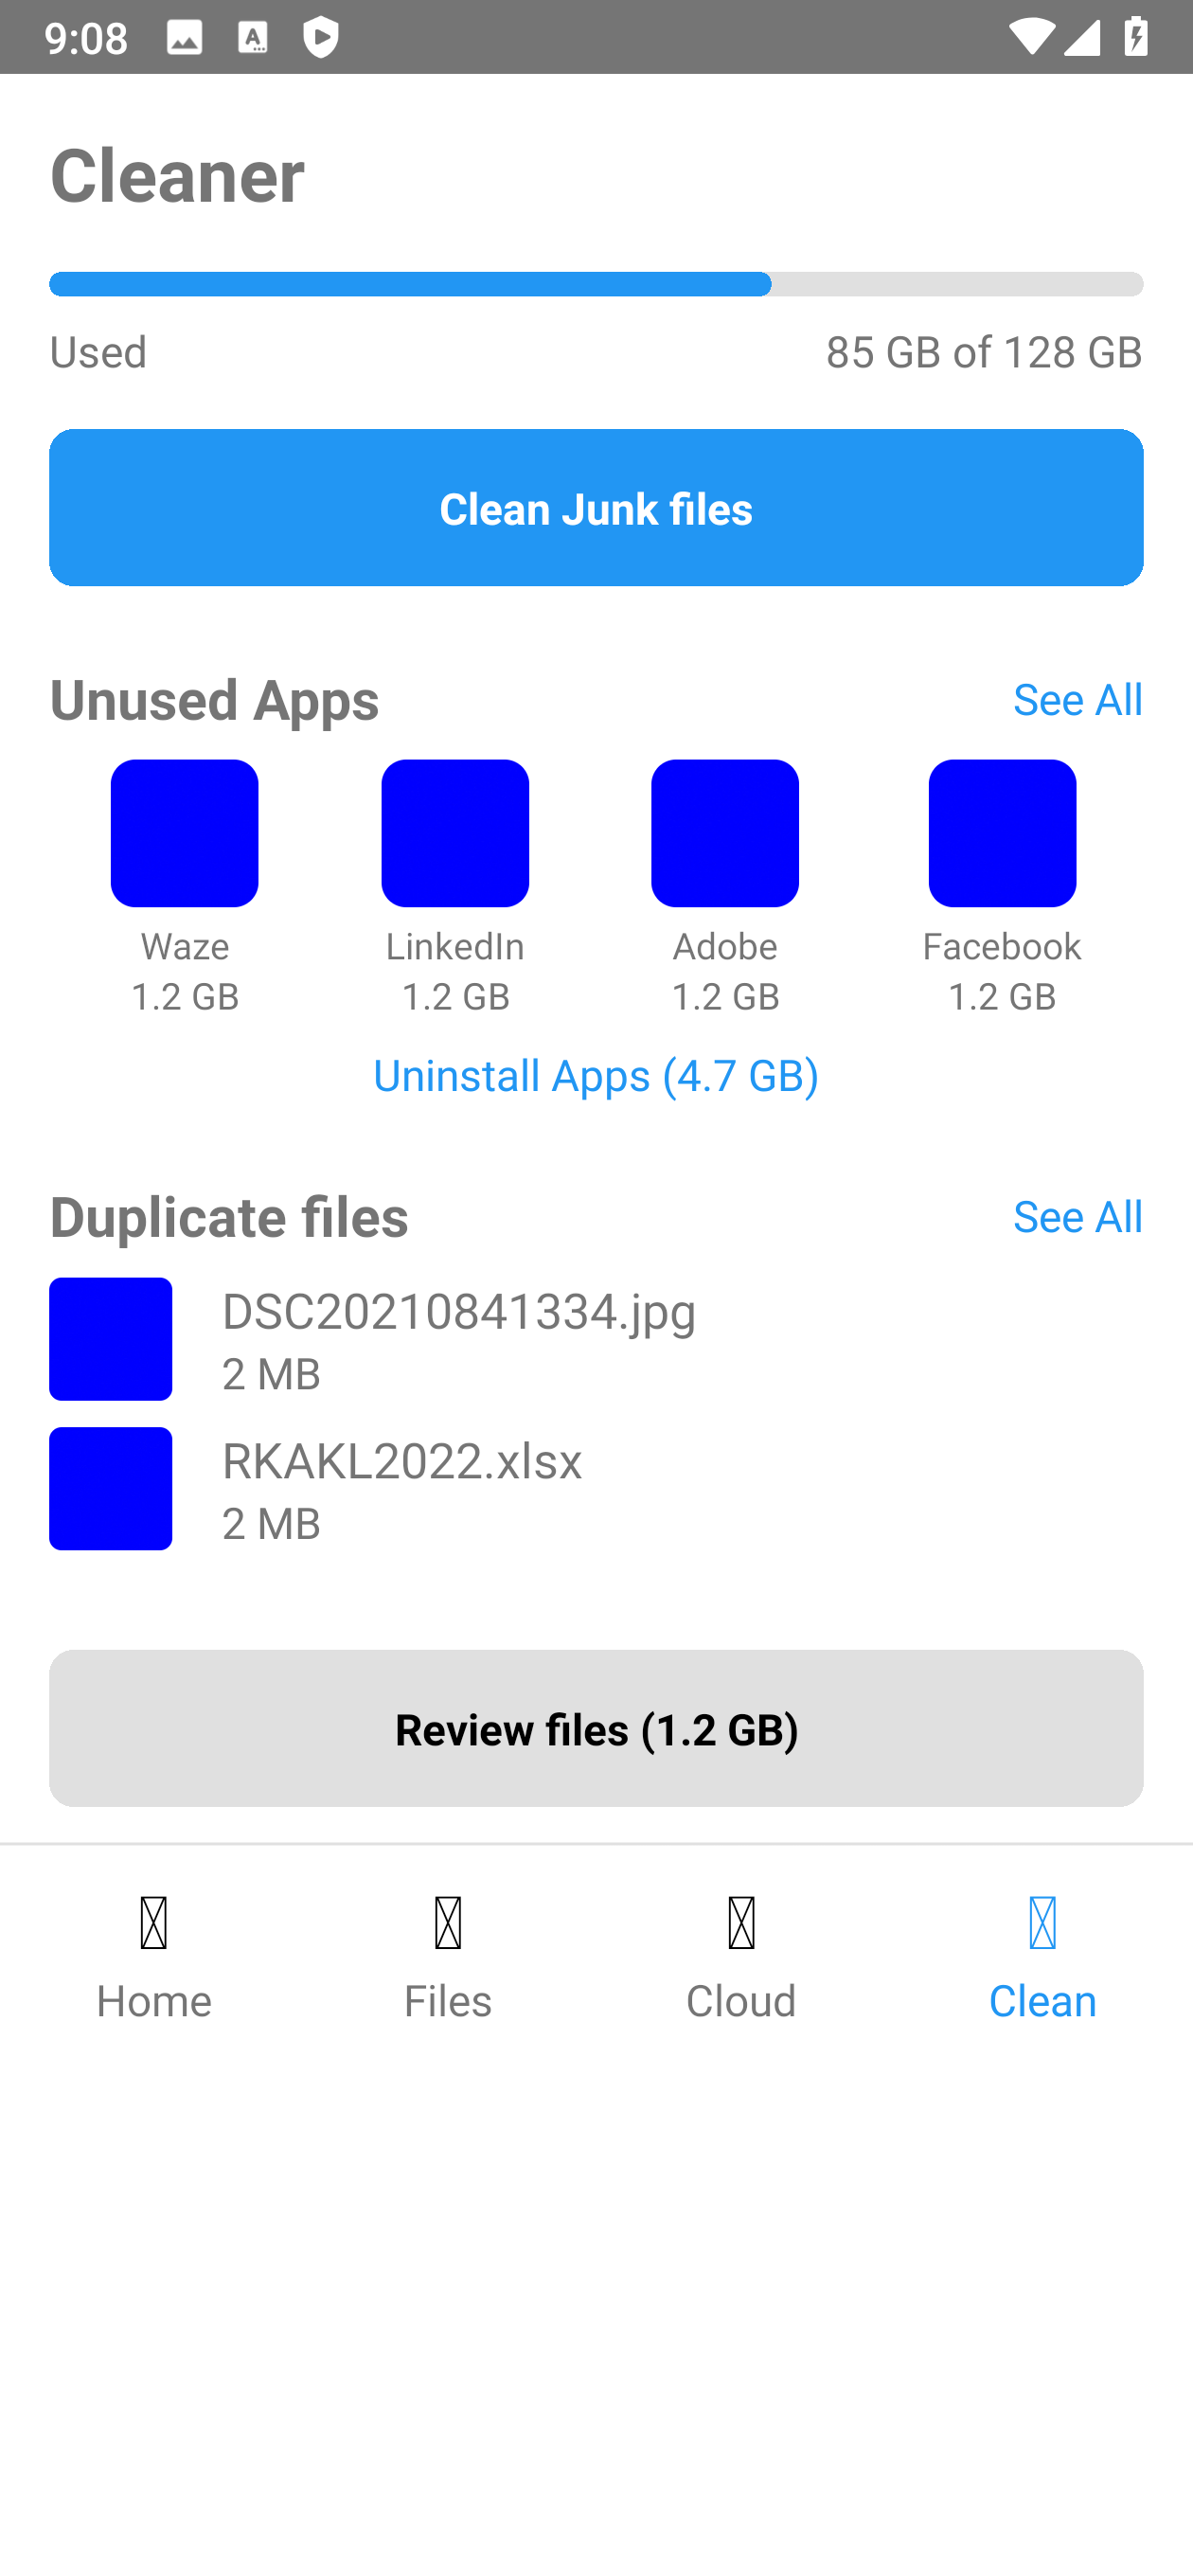 9:08
Cleaner
Used
85 GB of 128 GB
Clean Junk files
Unused Apps
See All
Waze
LinkedIn
Adobe
Facebook
1.2 GB
1.2 GB
1.2 GB
1.2 GB
Uninstall Apps (4.7 GB)
Duplicate files
See All
DSC20210841334.jpg
2 MB
RKAKL2022.xlsx
2 MB
Review files (1.2 GB)
Home
Files
Cloud
Clean